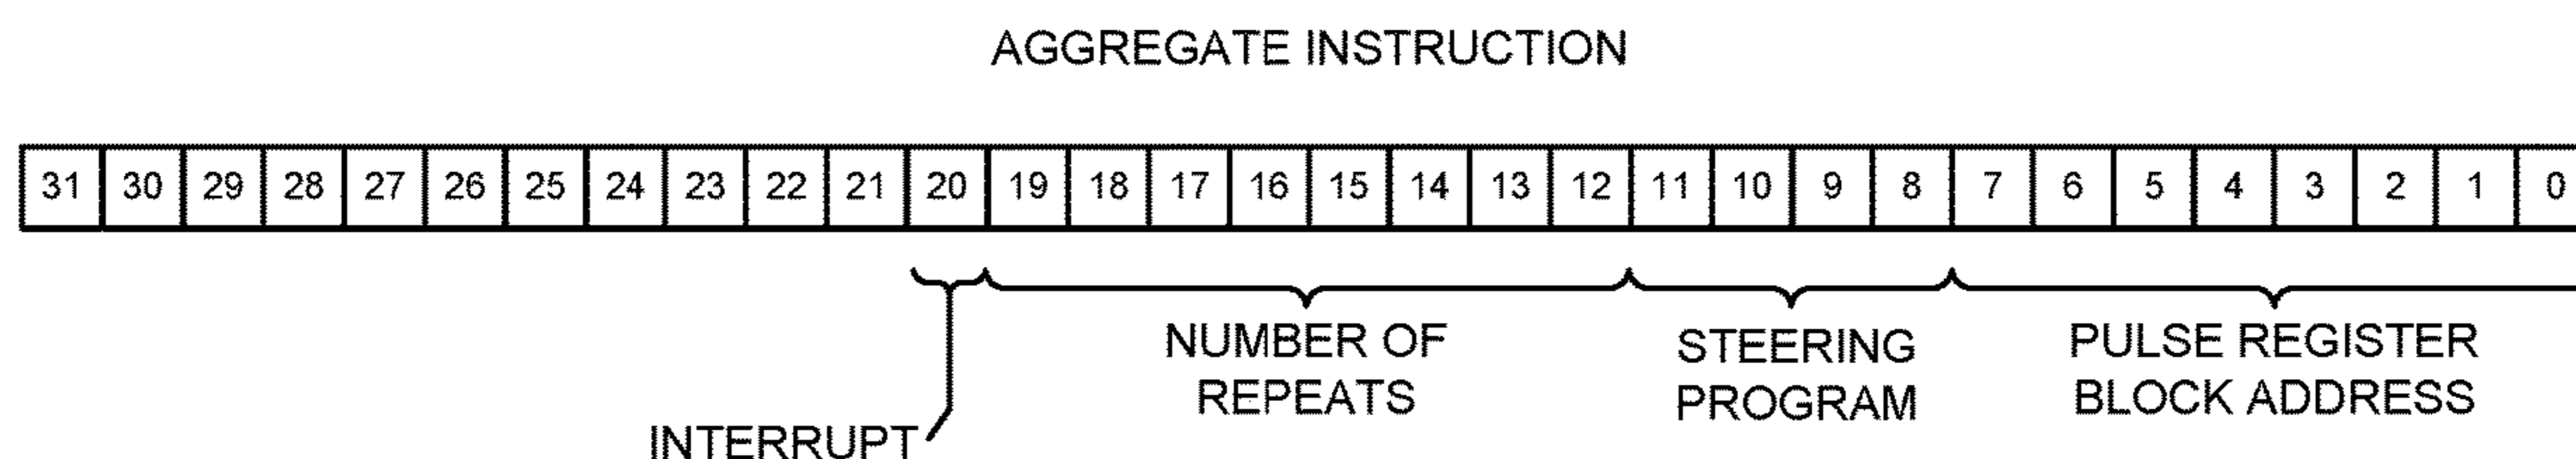 AGGREGATE INSTRUCTION
31 30 29 28 27 26 25 24 23 22 21 20 19 18 17 16 15 14 13 12 11 10 9 8 7 6 5 4 3 2 1 0
NUMBER OF
REPEATS
STEERING
PROGRAM
PULSE REGISTER
BLOCK ADDRESS
INTERRUPT